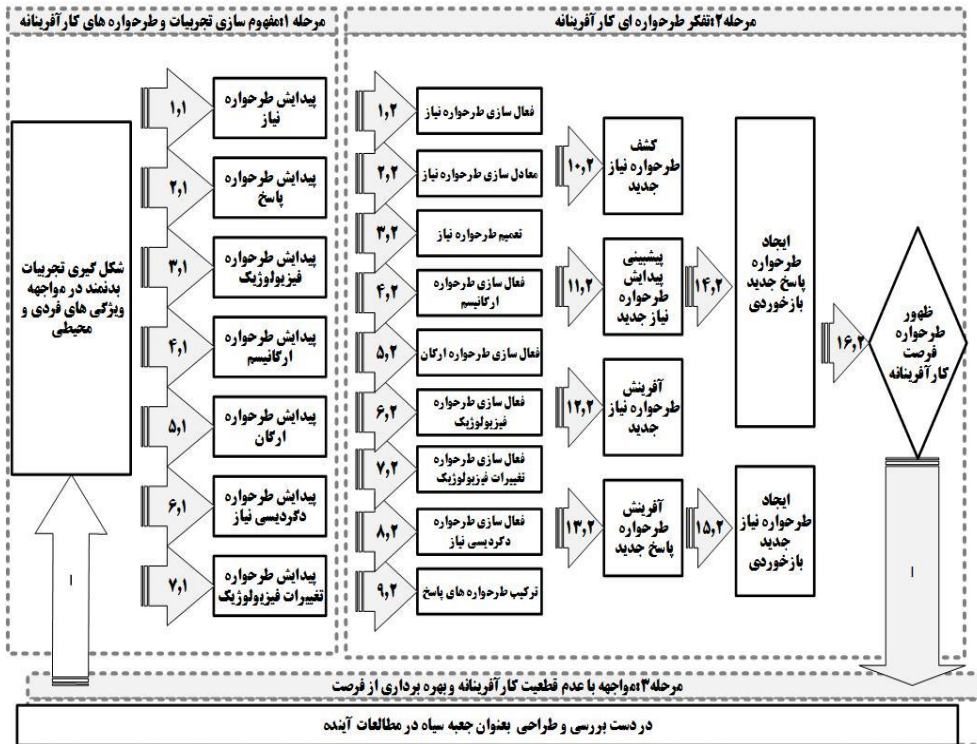 مرحله ۱:مفهوم سازی تجربیات و طرحواره های کارآفرینانه
شکل گیری تجربیات
بدنمند در مواجهه
ویژگی های فردی و
محیطی
۱,۱
پیدایش طرحواره
نیاز
۲,۱
پیدایش طرحواره
پاسخ
۳,۱
پیدایش طرحواره
فیزیولوژیک
۴,۱
پیدایش طرحواره
ارگانیسم
۵,۱
پیدایش طرحواره
ارگان
۶,۱
پیدایش طرحواره
دگردیسی نیاز
۷,۱
پیدایش طرحواره
تغییرات فیزیولوژیک
I
مرحله۲:تفکر طرحواره ای کارآفرینانه
۱,۲
فعال سازی طرحواره نیاز
۲,۲
معادل سازی طرحواره نیاز
۳,۲
تعمیم طرحواره نیاز
۴,۲
فعال سازی طرحواره
ارگانیسم
۵,۲
فعال سازی طرحواره ارگان
۶,۲
فعال سازی طرحواره
فیزیولوژیک
۷,۲
فعال سازی طرحواره
تغییرات فیزیولوژیک
۸,۲
فعال سازی طرحواره
دگردیسی نیاز
۹,۲
ترکیب طرحواره های پاسخ
۱۰,۲
کشف
طرحواره نیاز
جدید
۱۱,۲
پیشبینی
پیدایش
طرحواره
نیاز جدید
۱۲,۲
آفرینش
طرحواره نیاز
جدید
۱۳,۲
آفرینش
طرحواره
پاسخ جدید
۱۴,۲
ایجاد
طرحواره
پاسخ جدید
بازخوردی
۱۵,۲
ایجاد
طرحواره نیاز
جدید
بازخوردی
۱۶,۲
ظهور
طرحواره
فرصت
کارآفرینانه
I
مرحله۳:مواجهه با عدم قطعیت کارآفرینانه و بهره برداری از فرصت
در دست بررسی و طراحی بعنوان جعبه سیاه در مطالعات آینده